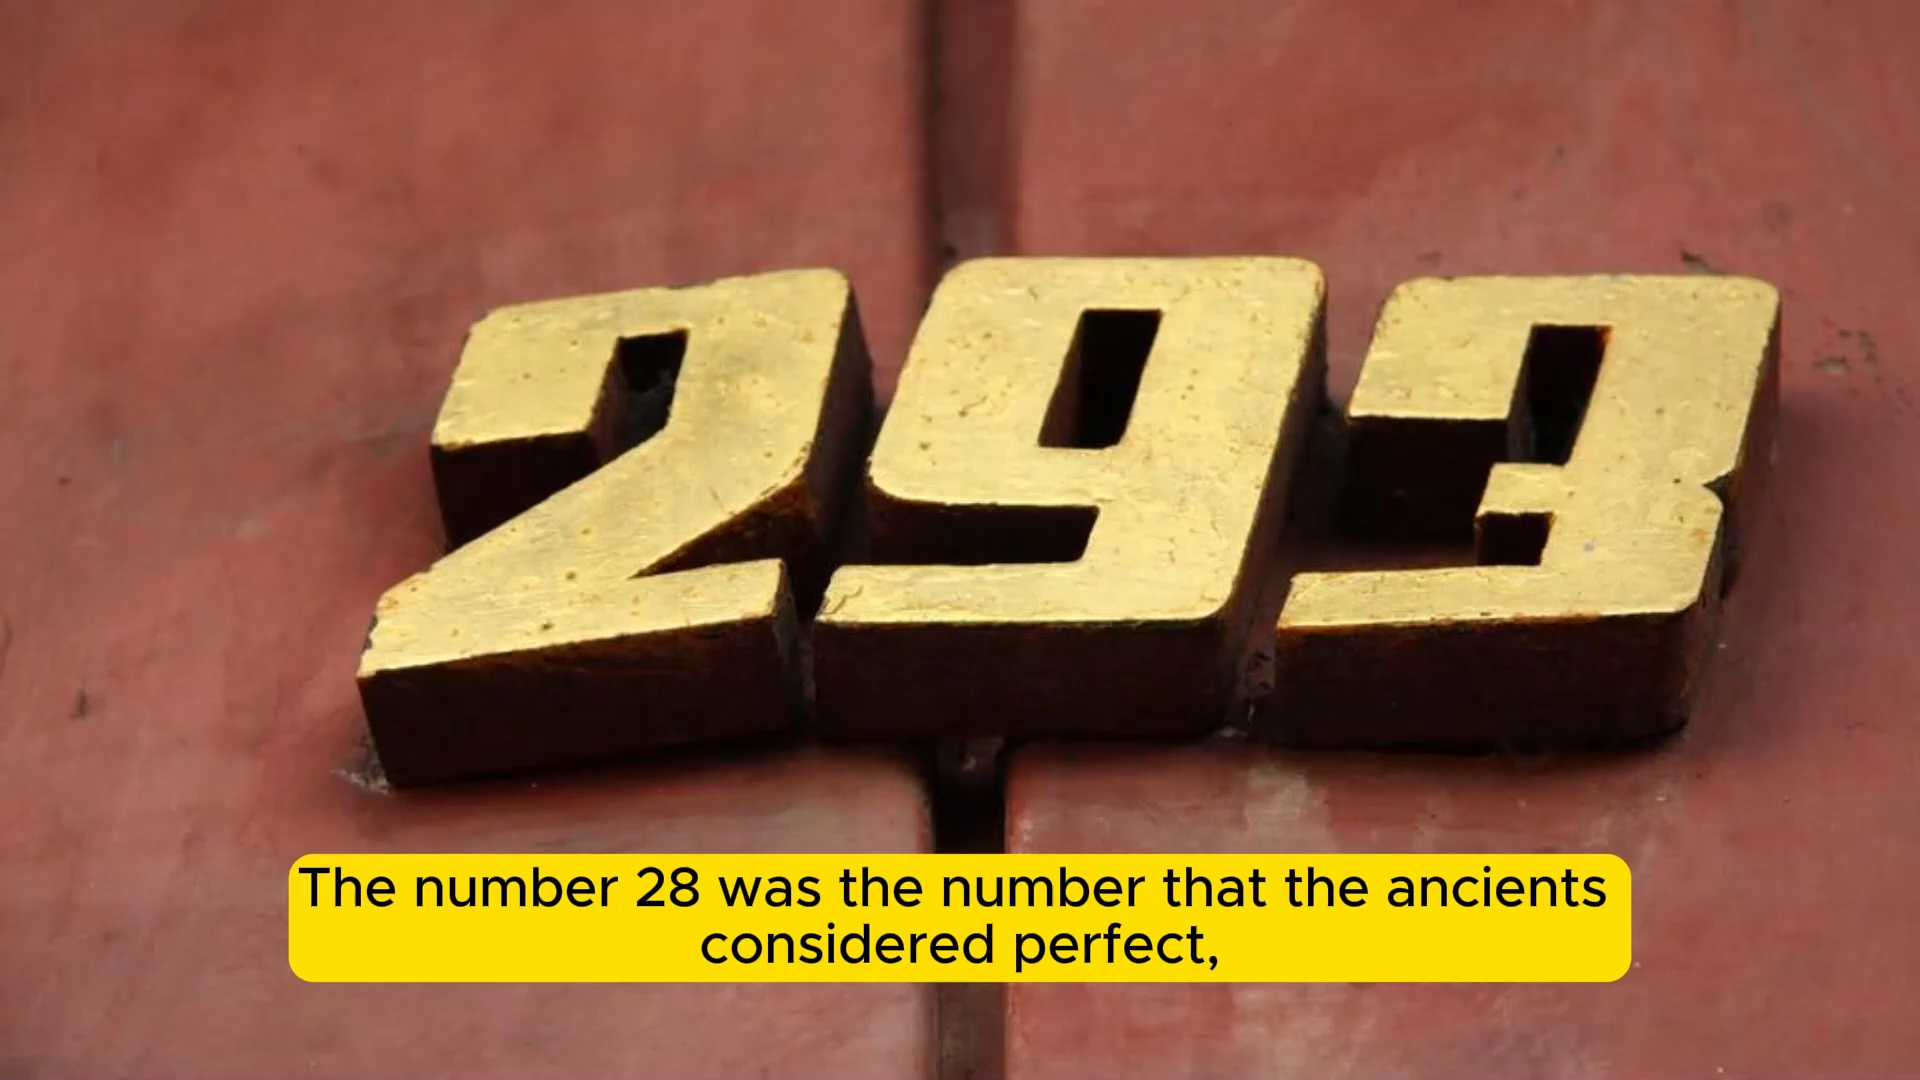 293
The number 28 was the number that the ancients
considered perfect,